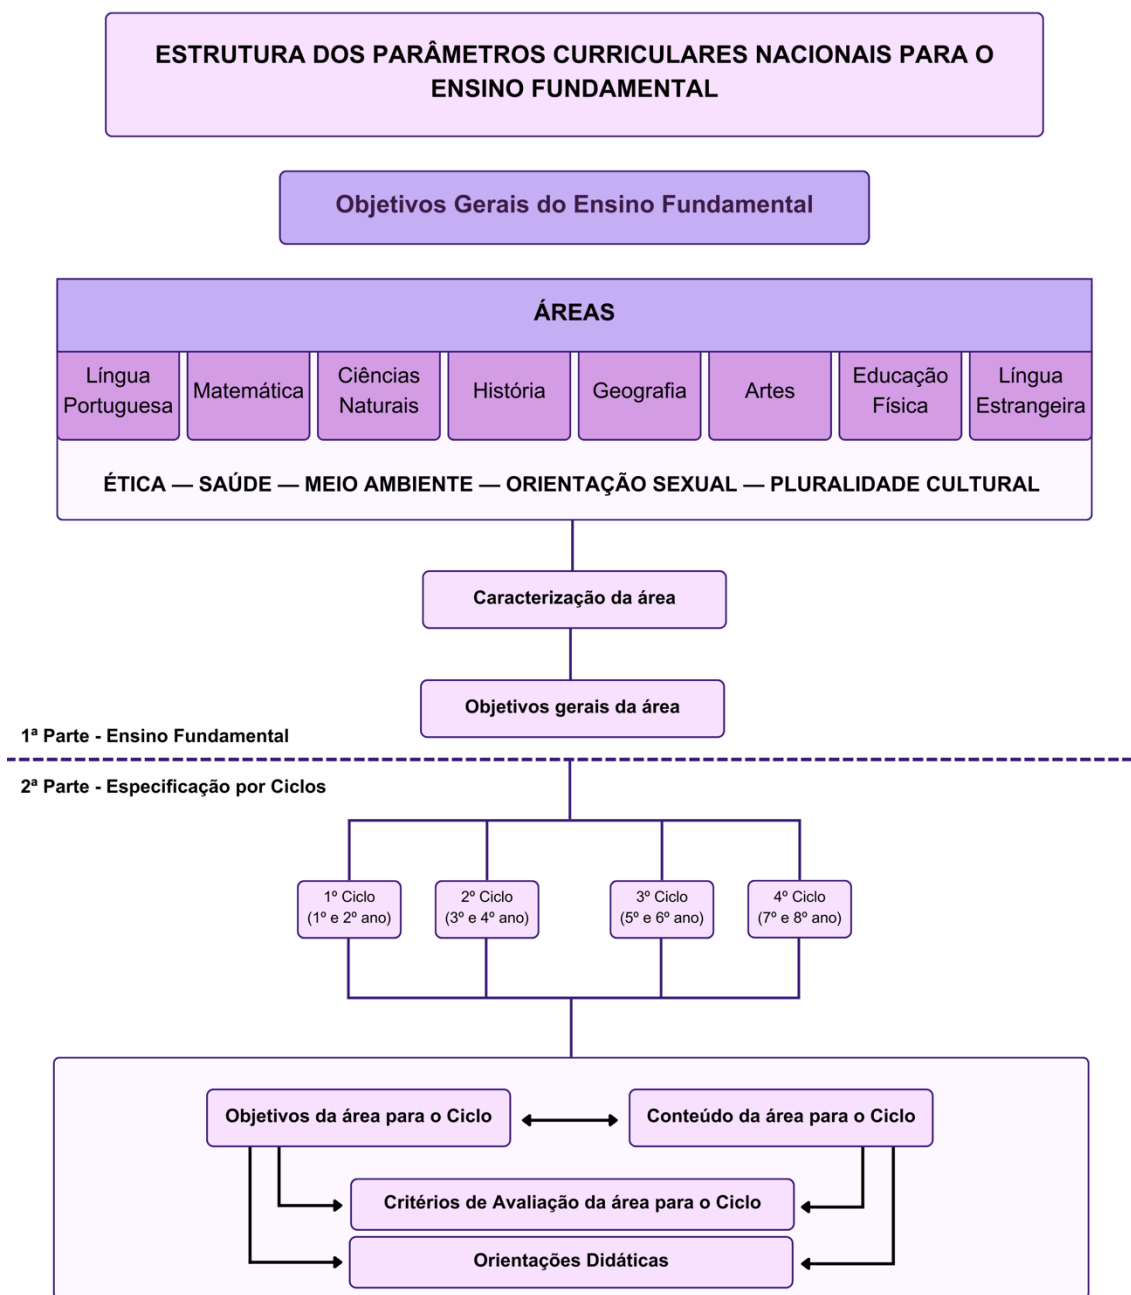 ESTRUTURA DOS PARÂMETROS CURRICULARES NACIONAIS PARA O
ENSINO FUNDAMENTAL
Objetivos Gerais do Ensino Fundamental
ÁREAS
Língua
Portuguesa
Matemática
Ciências
Naturais
História
Geografia
Artes
Educação
Física
Língua
Estrangeira
ÉTICA — SAÚDE — MEIO AMBIENTE — ORIENTAÇÃO SEXUAL — PLURALIDADE CULTURAL
Caracterização da área
Objetivos gerais da área
1ª Parte - Ensino Fundamental
2ª Parte - Especificação por Ciclos
1º Ciclo
(1º e 2º ano)
2º Ciclo
(3º e 4º ano)
3º Ciclo
(5º e 6º ano)
4º Ciclo
(7º e 8º ano)
Objetivos da área para o Ciclo
Conteúdo da área para o Ciclo
Critérios de Avaliação da área para o Ciclo
Orientações Didáticas